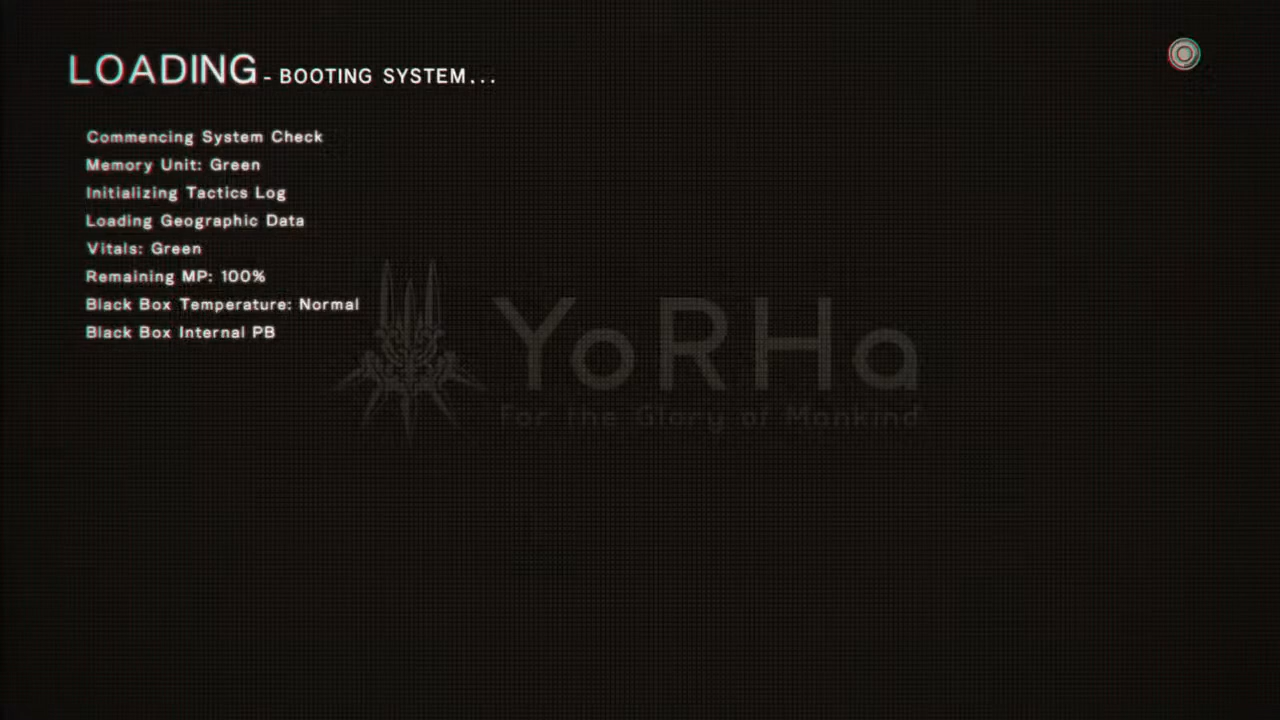 LOADING - BOOTING SYSTEM...
Commencing System Check
Memory Unit: Green
Initializing Tactics Log
Loading Geographic Data
Vitals: Green
Remaining MP: 100%
Black Box Temperature: Normal
Black Box Internal PB
YoRHa
For the Glory of Mankind